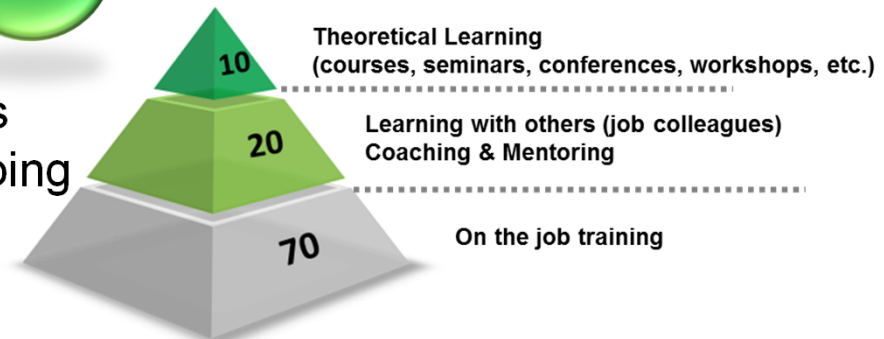 10
Theoretical Learning
(courses, seminars, conferences, workshops, etc.)
20
Learning with others (job colleagues)
Coaching & Mentoring
70
On the job training